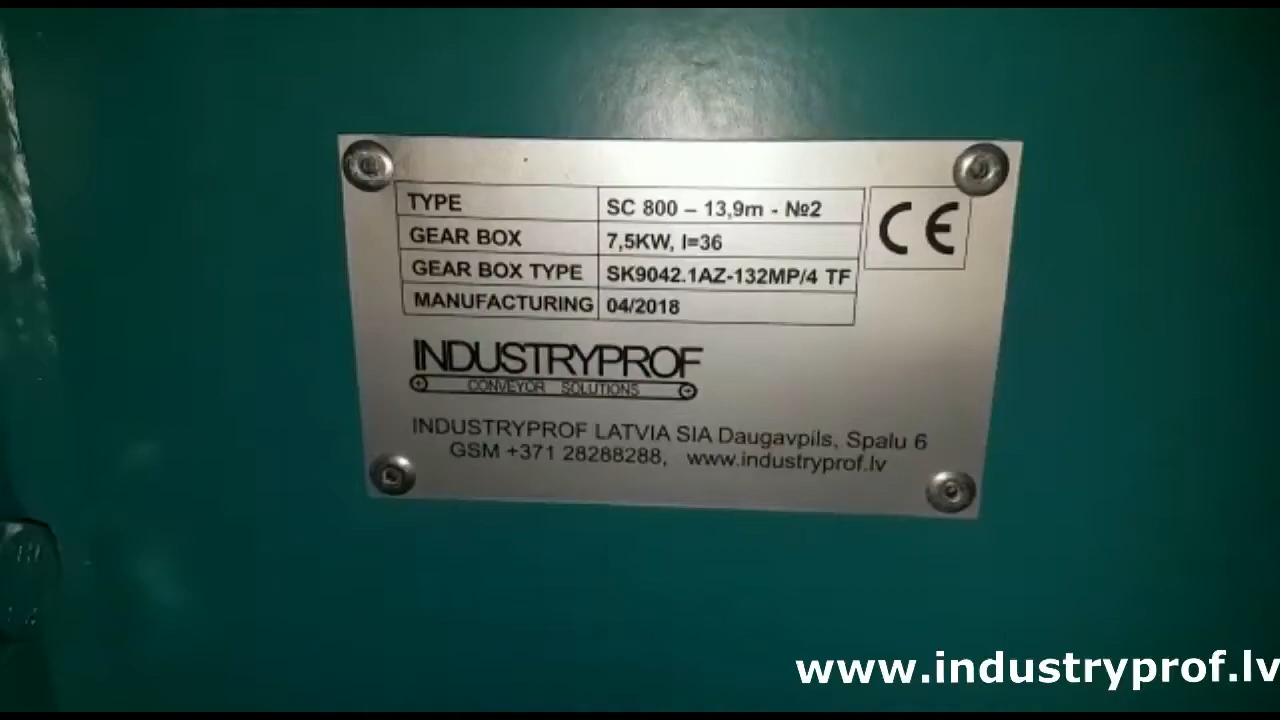 TYPE SC 800 – 13,9m - №2
GEAR BOX 7,5KW, I=36
GEAR BOX TYPE SK9042.1AZ-132MP/4 TF
MANUFACTURING 04/2018
CE
INDUSTRYPROF
CONVEYOR SOLUTIONS
INDUSTRYPROF LATVIA SIA Daugavpils, Spalu 6
GSM +371 28288288, www.industryprof.lv
www.industryprof.lv